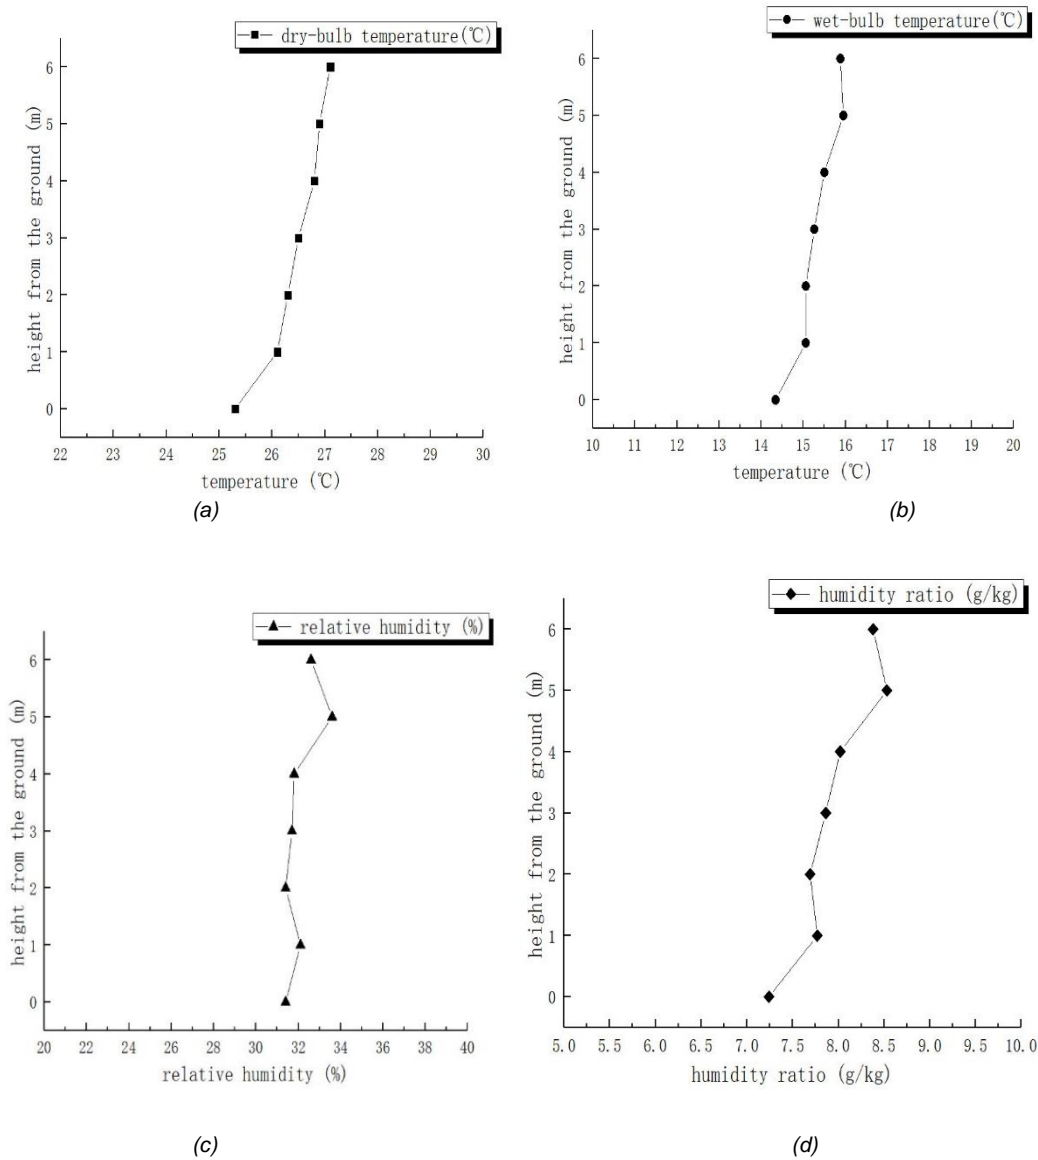 dry-bulb temperature(℃)
6
5
4
3
2
1
0
height from the ground (m)
22 23 24 25 26 27 28 29 30
temperature (℃)
(a)
wet-bulb temperature(℃)
6
5
4
3
2
1
0
height from the ground (m)
10 11 12 13 14 15 16 17 18 19 20
temperature (℃)
(b)
relative humidity (%)
6
5
4
3
2
1
0
height from the ground (m)
20 22 24 26 28 30 32 34 36 38 40
relative humidity (%)
(c)
humidity ratio (g/kg)
6
5
4
3
2
1
0
height from the ground (m)
5.0 5.5 6.0 6.5 7.0 7.5 8.0 8.5 9.0 9.5 10.0
humidity ratio (g/kg)
(d)